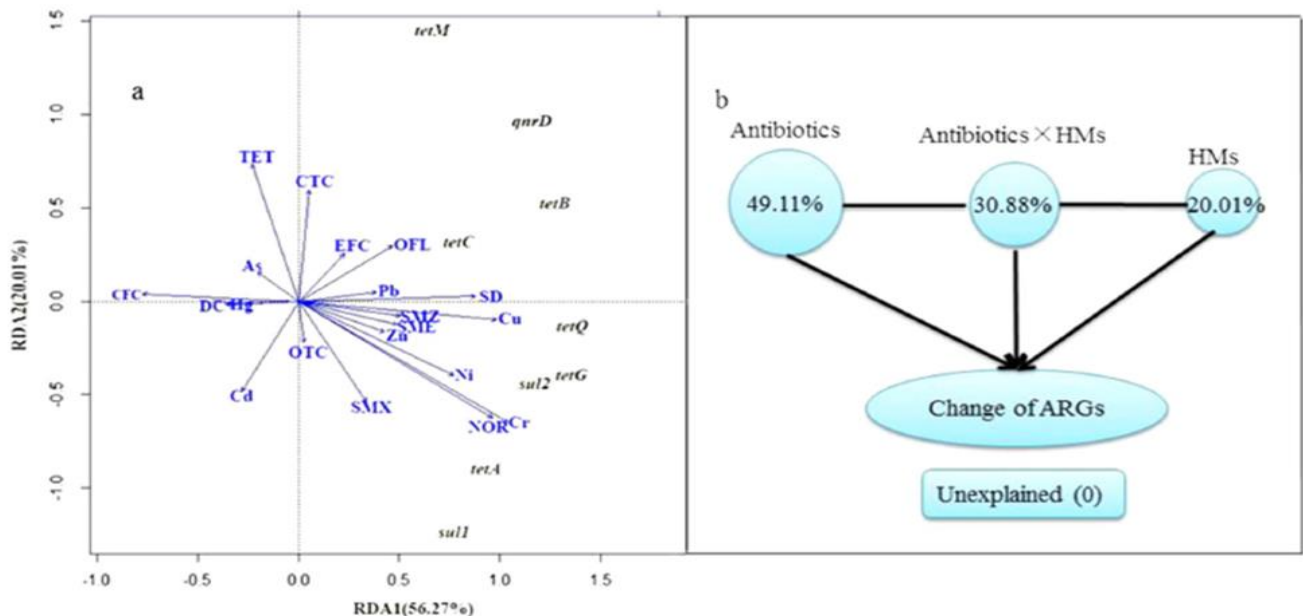 a
1.5
1.0
0.5
0.0
-0.5
-1.0
RDA2(20.01%)
tetM
qnrD
tetB
tetC
TET
CTC
EFC
OFL
As
Pb
CFC
DC
Hg
SD
SMZ
Cu
SME
Zn
tetQ
OTC
Ni
tetG
sul2
Cd
SMX
NOR
Cr
tetA
sul1
-1.0
-0.5
0.0
0.5
1.0
1.5
RDA1(56.27%)
b
Antibiotics
Antibiotics×HMs
HMs
49.11%
30.88%
20.01%
Change of ARGs
Unexplained (0)